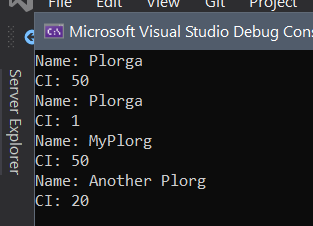 File Edit View Git Project
Microsoft Visual Studio Debug Cons
Server Explorer
Name: Plorga
CI: 50
Name: Plorga
CI: 1
Name: MyPlorg
CI: 50
Name: Another Plorg
CI: 20